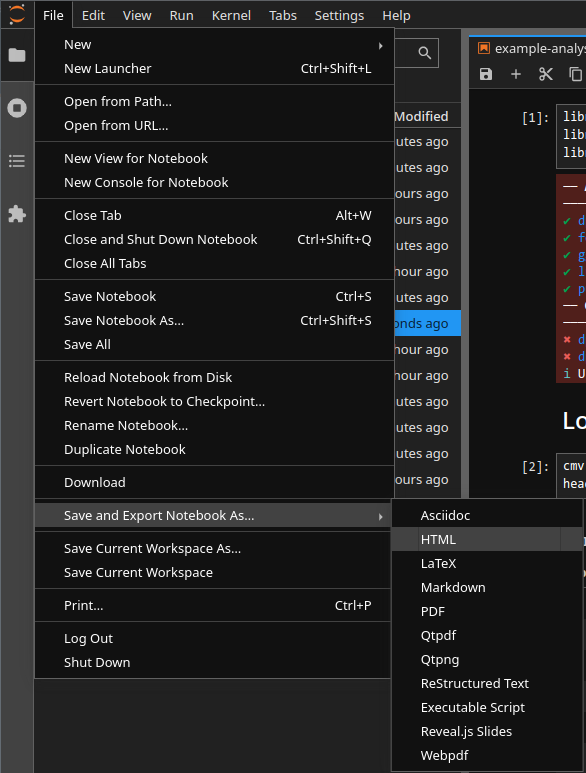 File Edit View Run Kernel Tabs Settings Help
New
New Launcher Ctrl+Shift+L
Open from Path...
Open from URL...
New View for Notebook
New Console for Notebook
Close Tab Alt+W
Close and Shut Down Notebook Ctrl+Shift+Q
Close All Tabs
Save Notebook Ctrl+S
Save Notebook As... Ctrl+Shift+S
Save All
Reload Notebook from Disk
Revert Notebook to Checkpoint...
Rename Notebook...
Duplicate Notebook
Download
Save and Export Notebook As...
Save Current Workspace As...
Save Current Workspace
Print... Ctrl+P
Log Out
Shut Down
Asciidoc
HTML
LaTeX
Markdown
PDF
Qtpdf
Qtpng
ReStructured Text
Executable Script
Reveal.js Slides
Webpdf
Modified
utes ago
utes ago
ours ago
ours ago
utes ago
hour ago
utes ago
onds ago
hour ago
hour ago
utes ago
utes ago
utes ago
ours ago
example-analys
[1]:
lib
lib
lib
d
f
g
l
p
d
d
i U
Lo
[2]:
cmv
head